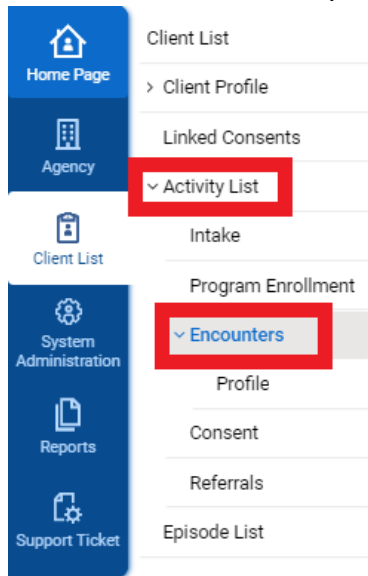 Home Page
Agency
Client List
System
Administration
Reports
Support Ticket
Client List
Client Profile
Linked Consents
Activity List
Intake
Program Enrollment
Encounters
Profile
Consent
Referrals
Episode List